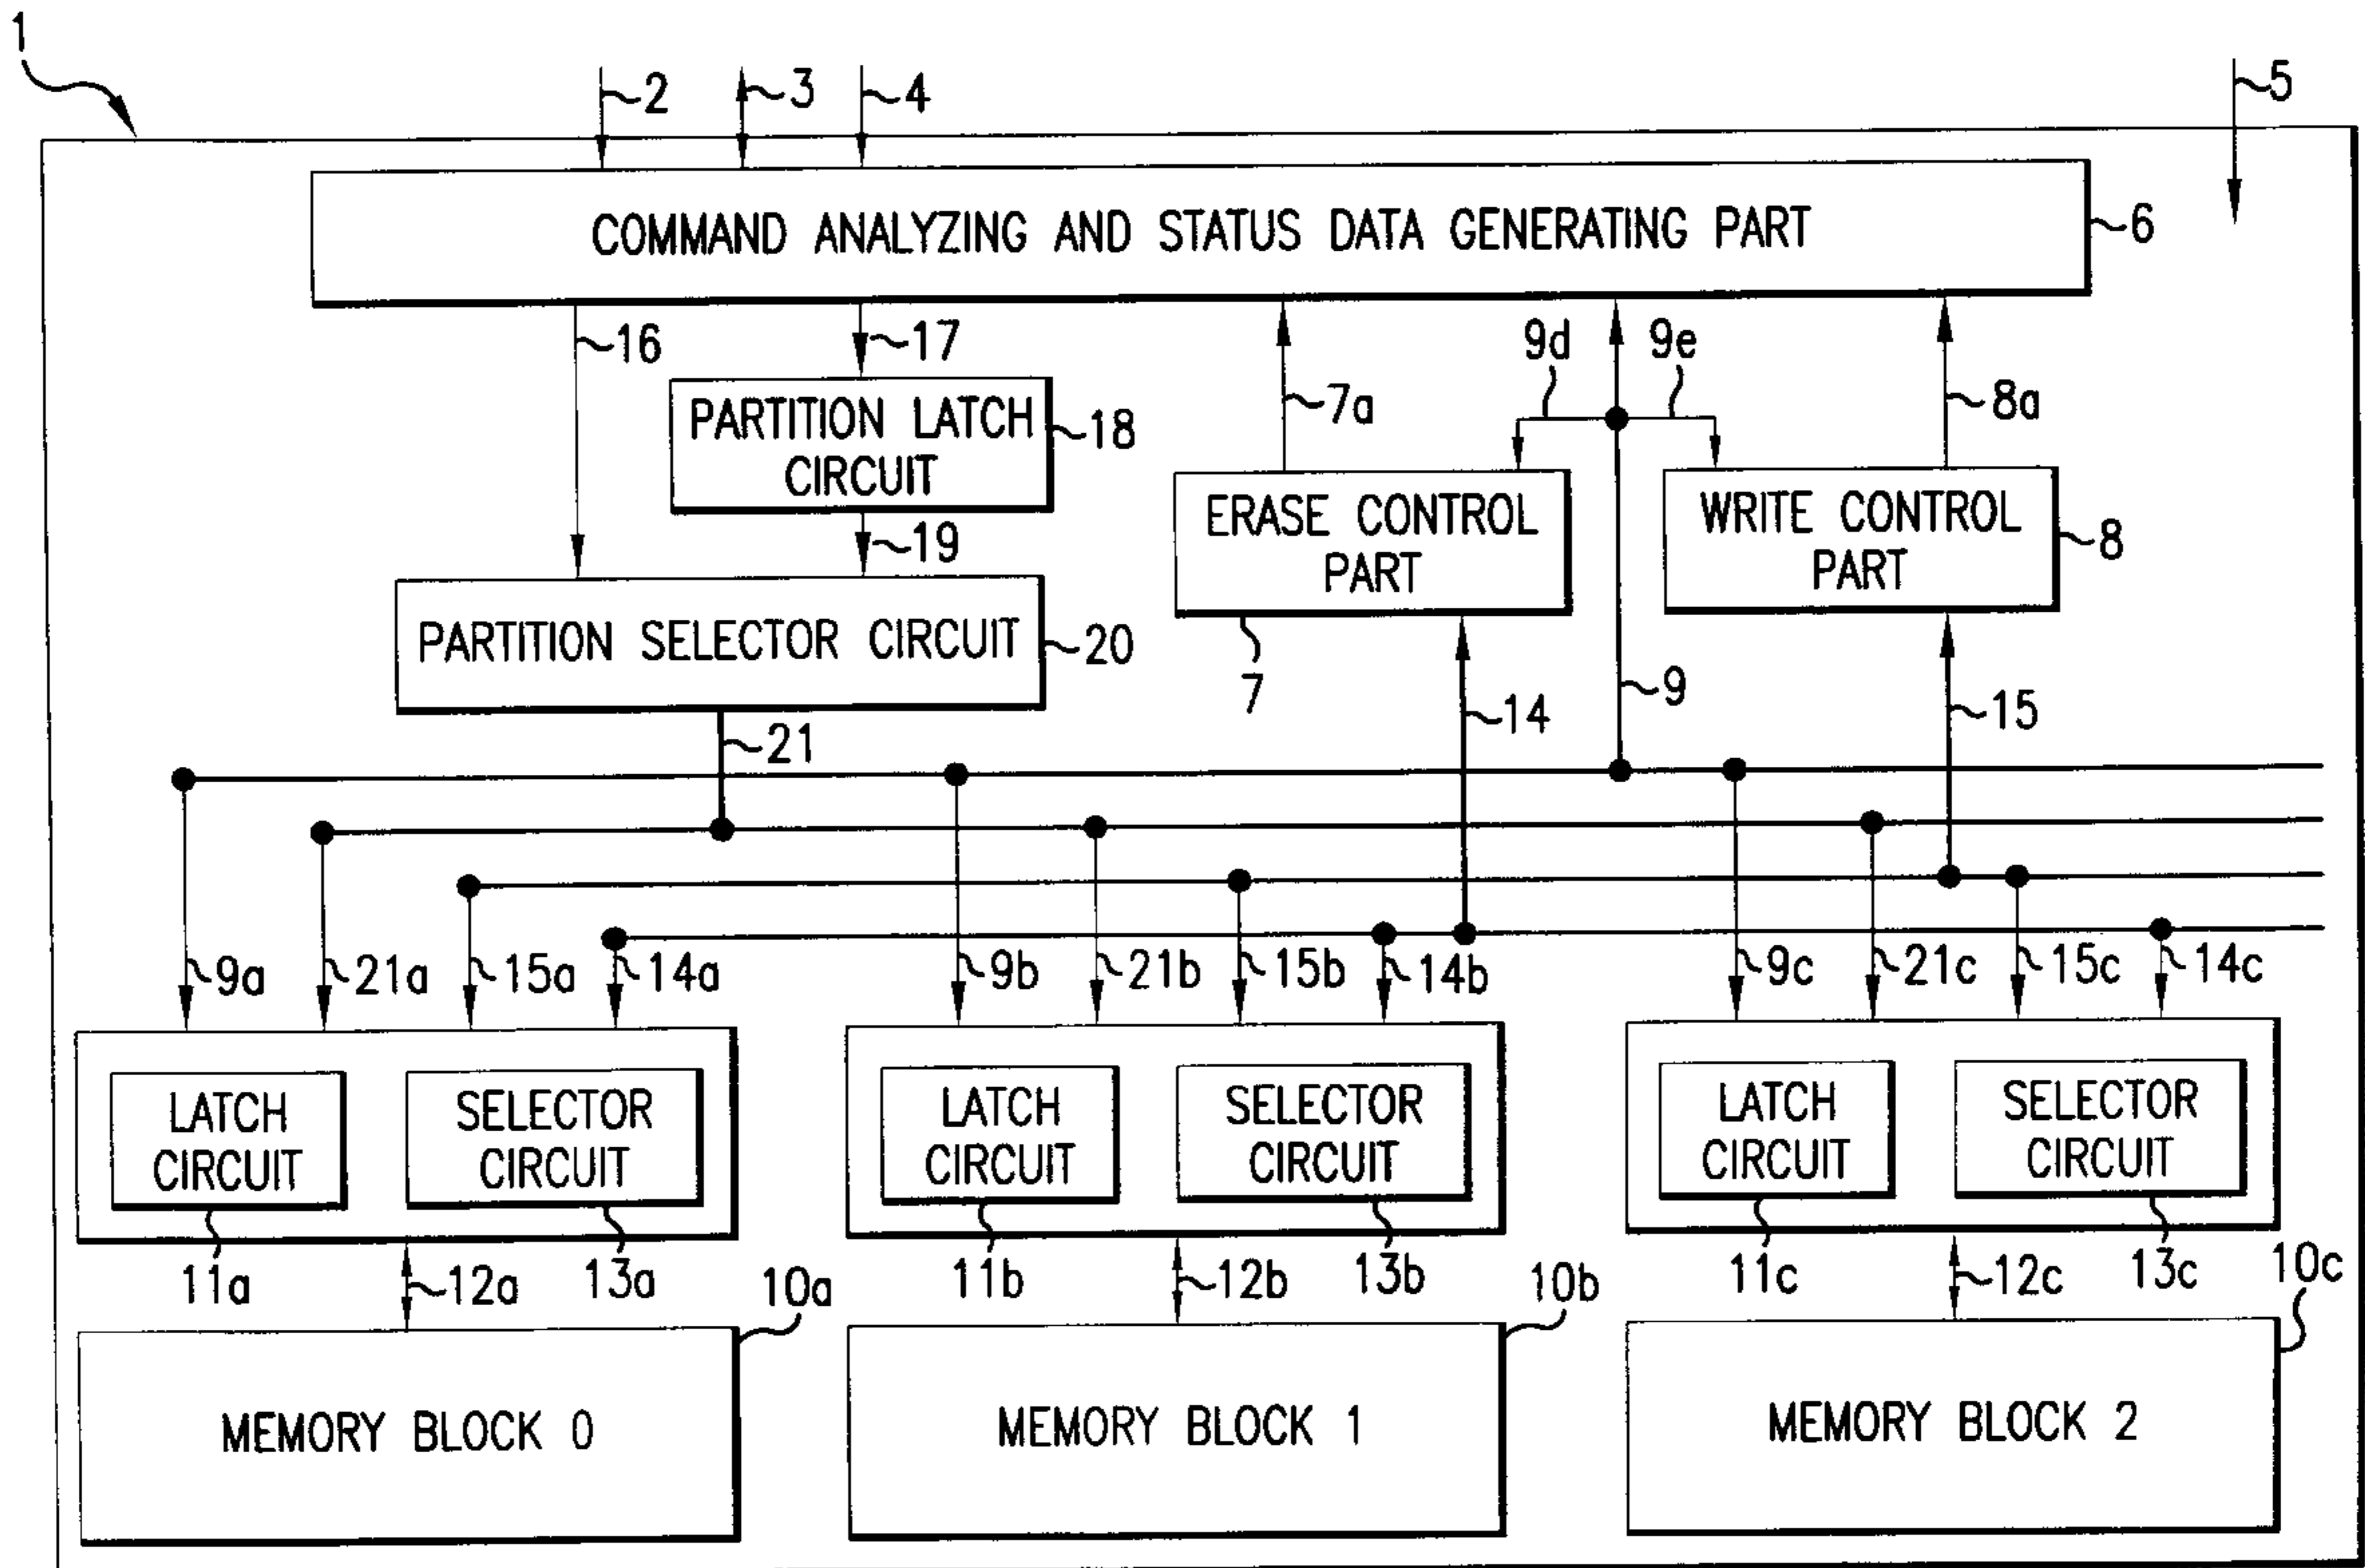 1
2
3
4
5
COMMAND ANALYZING AND STATUS DATA GENERATING PART
6
16
17
7a
9d
9e
8a
PARTITION LATCH
CIRCUIT
18
19
ERASE CONTROL
PART
7
WRITE CONTROL
PART
8
PARTITION SELECTOR CIRCUIT
20
21
14
9
15
9a
21a
15a
14a
9b
21b
15b
14b
9c
21c
15c
14c
LATCH
CIRCUIT
SELECTOR
CIRCUIT
LATCH
CIRCUIT
SELECTOR
CIRCUIT
LATCH
CIRCUIT
SELECTOR
CIRCUIT
11a
12a
13a
10a
11b
12b
13b
10b
11c
12c
13c
10c
MEMORY BLOCK 0
MEMORY BLOCK 1
MEMORY BLOCK 2